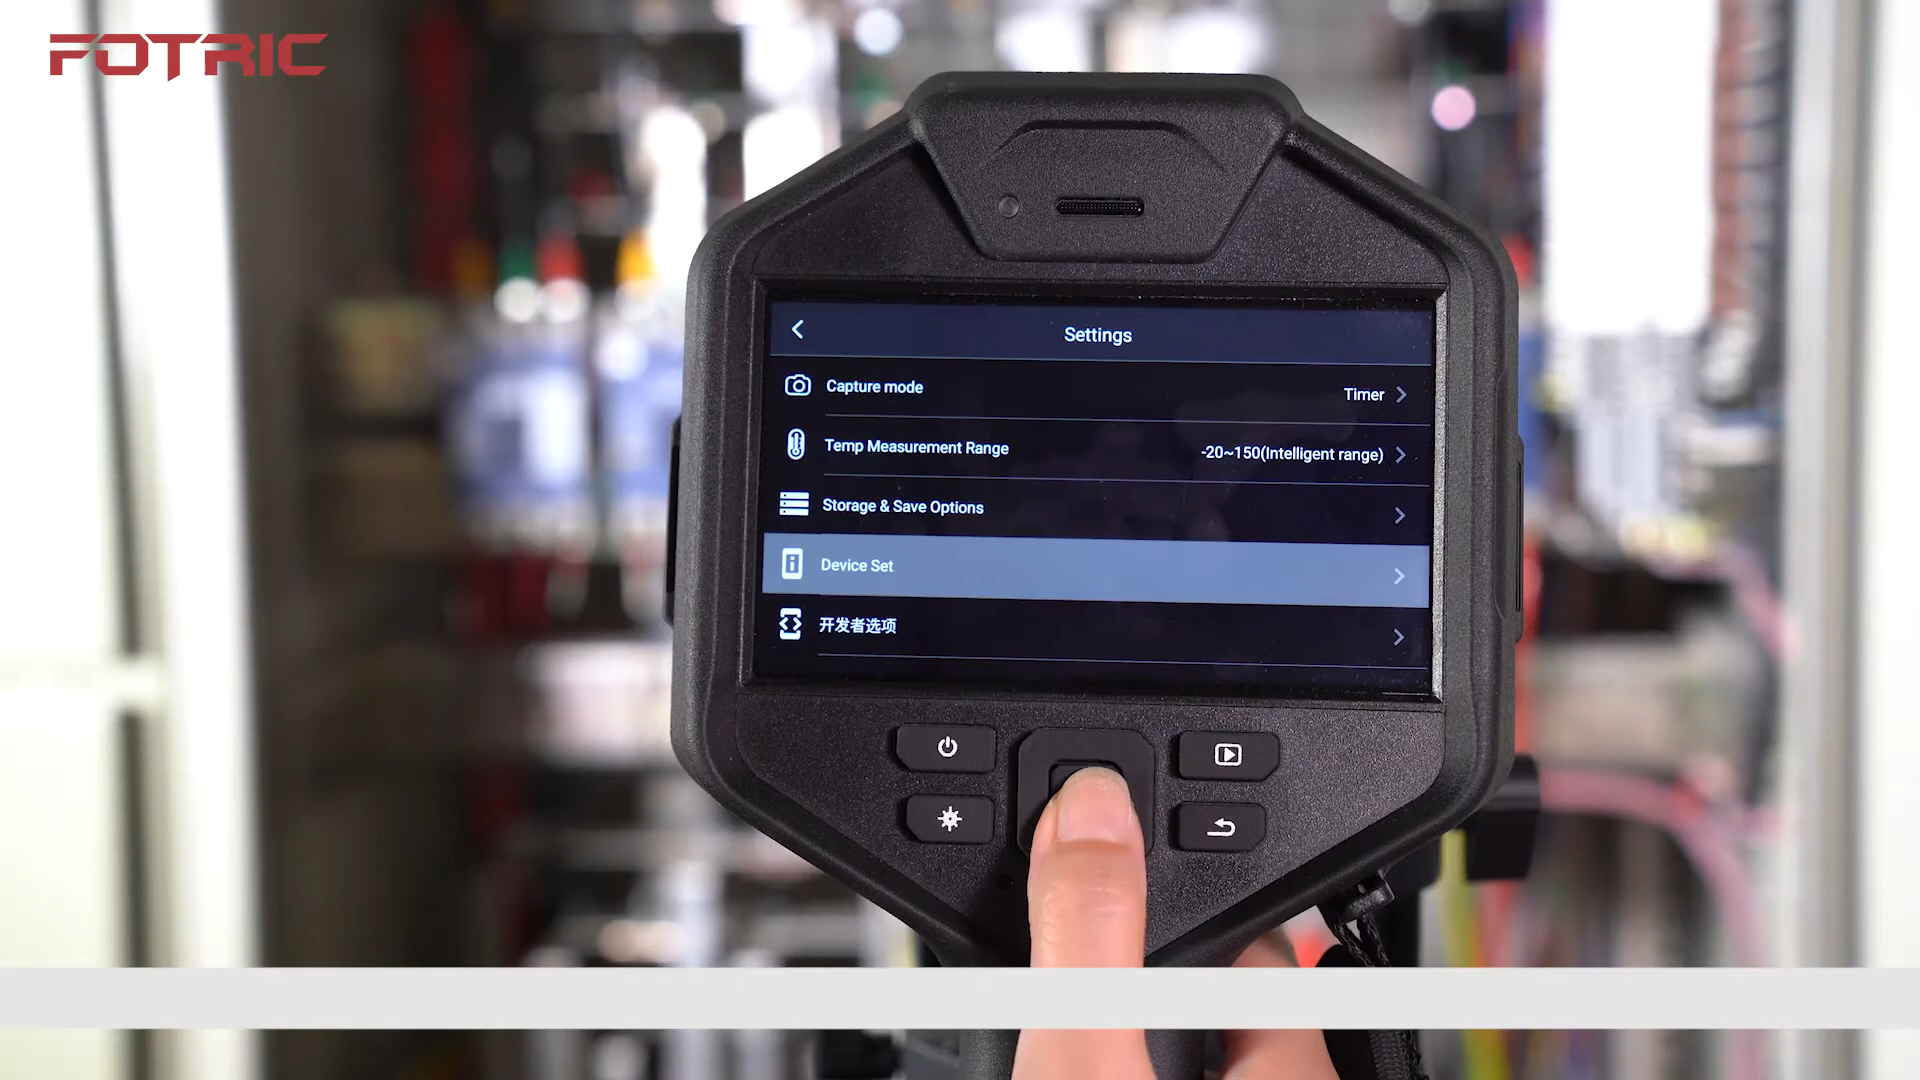 FOTRIC
Settings
Capture mode Timer
Temp Measurement Range -20~150(Intelligent range)
Storage & Save Options
Device Set
开发者选项